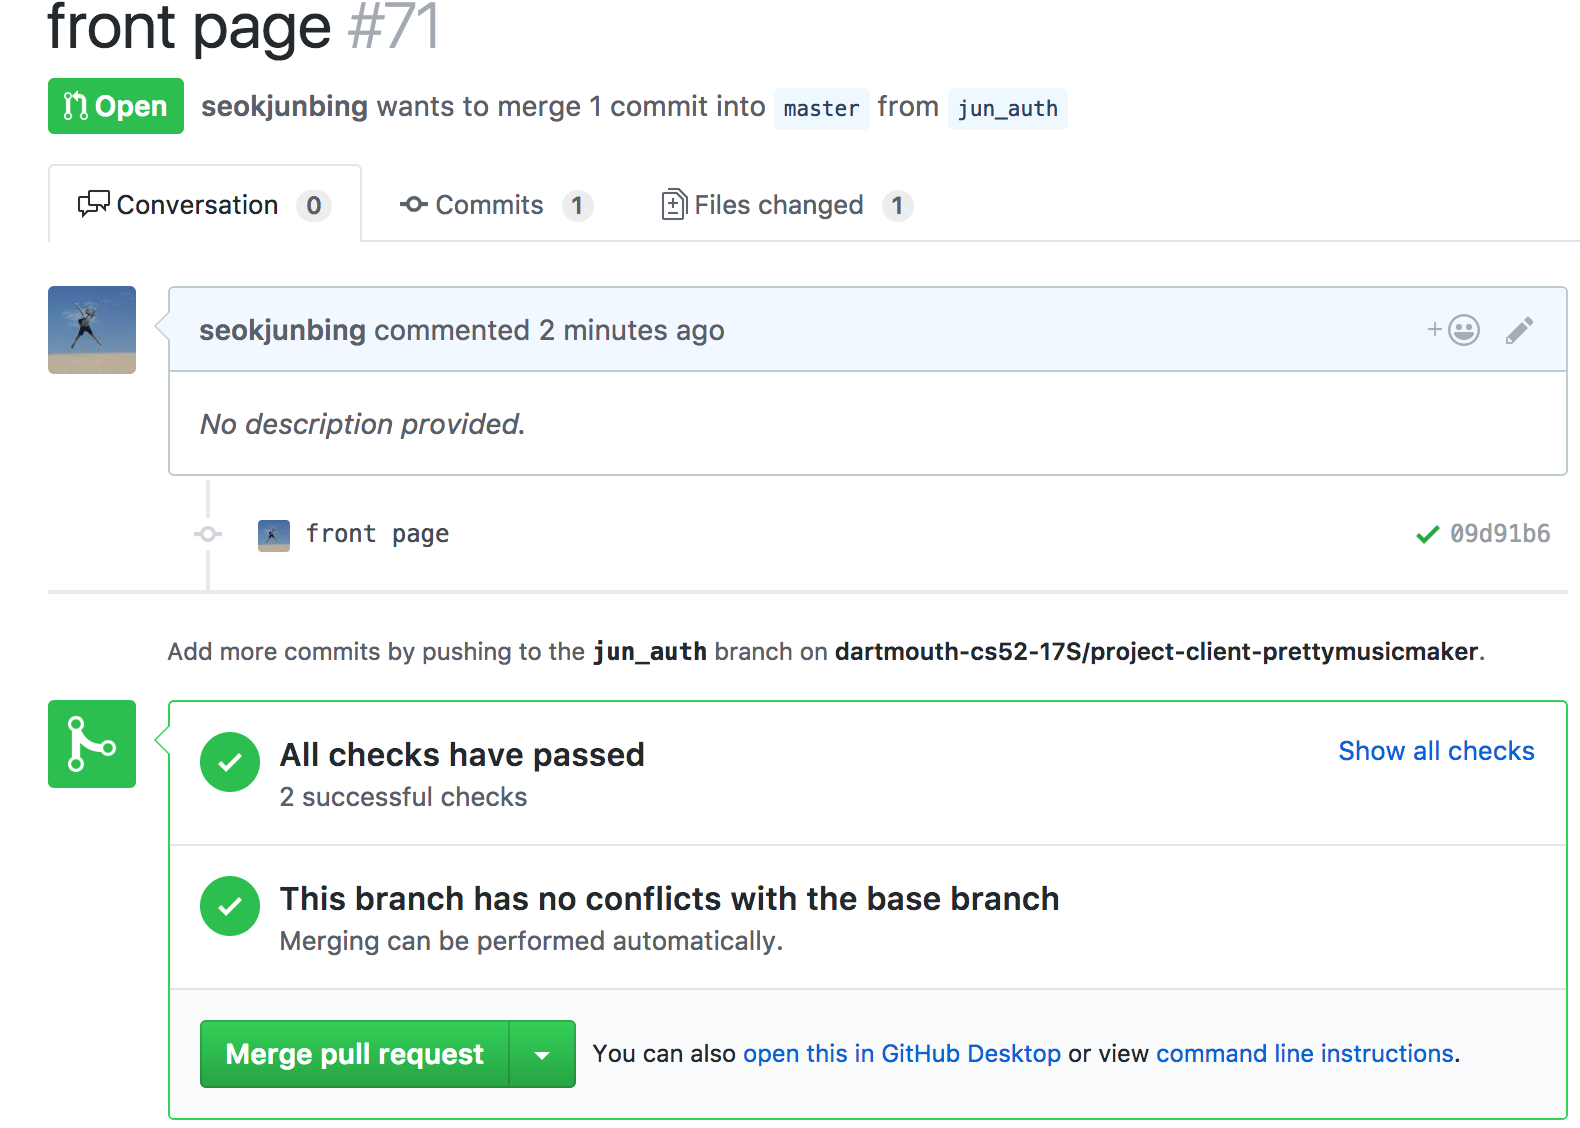 front page #71
Open seokjunbing wants to merge 1 commit into master from jun_auth
Conversation 0 Commits 1 Files changed 1
seokjunbing commented 2 minutes ago
No description provided.
front page 09d91b6
Add more commits by pushing to the jun_auth branch on dartmouth-cs52-17S/project-client-prettymusicmaker.
All checks have passed Show all checks
2 successful checks
This branch has no conflicts with the base branch
Merging can be performed automatically.
Merge pull request You can also open this in GitHub Desktop or view command line instructions.